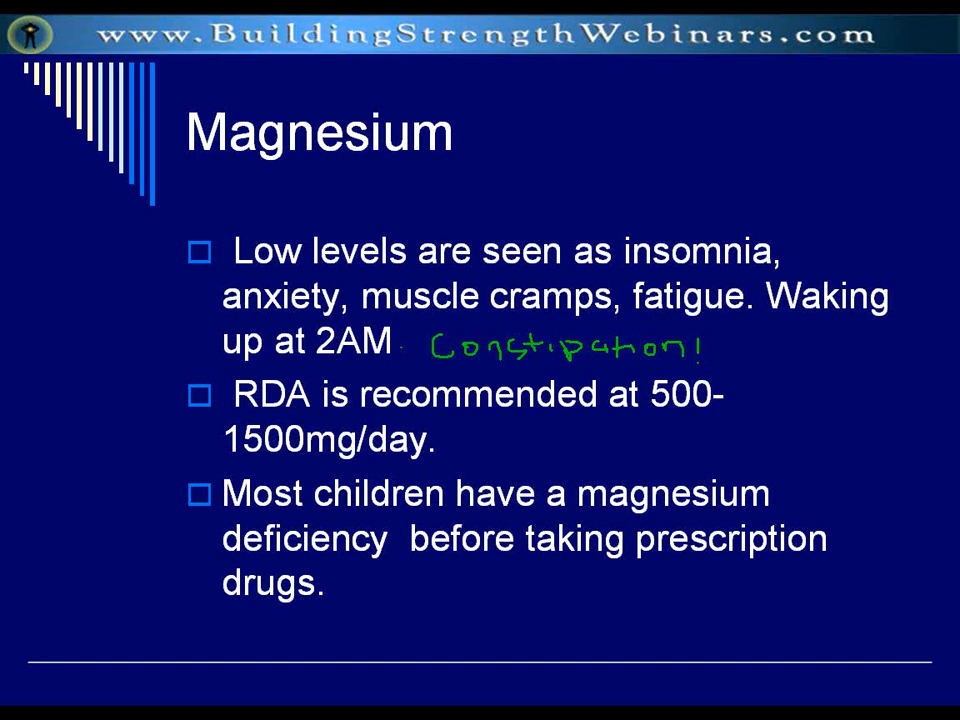 www.BuildingStrengthWebinars.com
Magnesium
Low levels are seen as insomnia,
anxiety, muscle cramps, fatigue. Waking
up at 2AM Constipation!
RDA is recommended at 500-
1500mg/day.
Most children have a magnesium
deficiency before taking prescription
drugs.